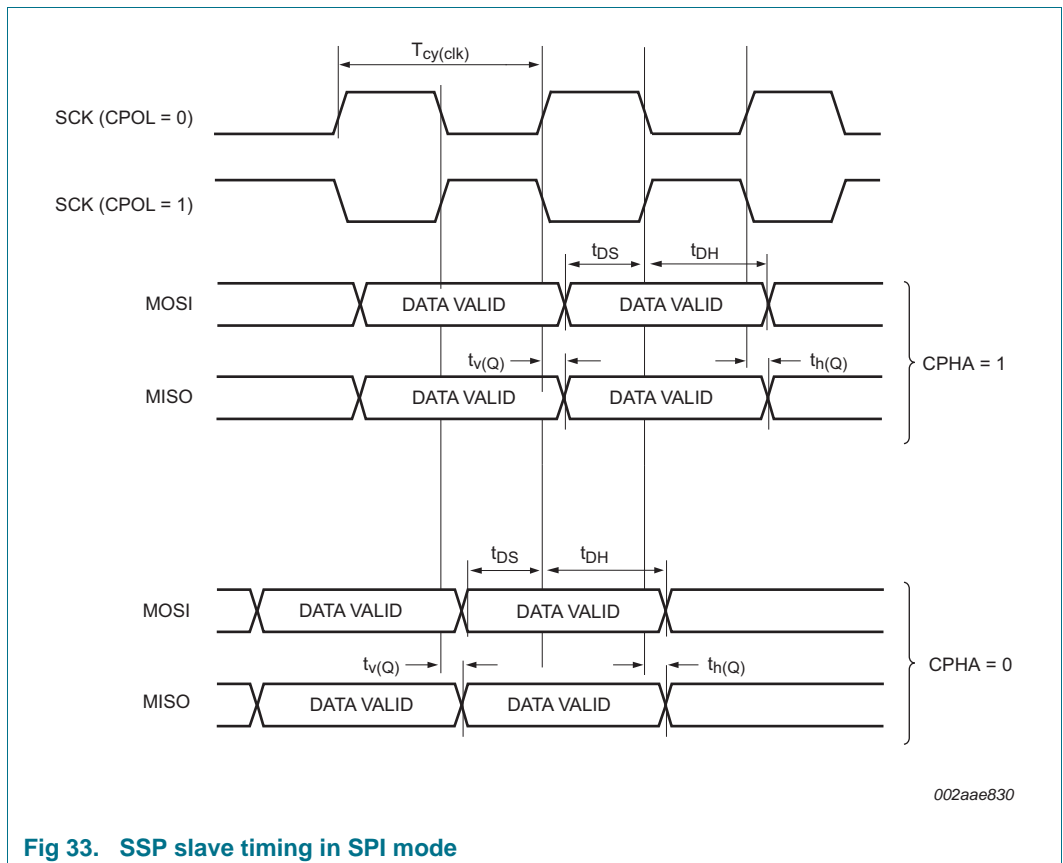 Tcy(clk)
SCK (CPOL = 0)
SCK (CPOL = 1)
tDS tDH
MOSI DATA VALID DATA VALID
tv(Q) th(Q)
CPHA = 1
MISO DATA VALID DATA VALID
tDS tDH
MOSI DATA VALID DATA VALID
tv(Q) th(Q)
CPHA = 0
MISO DATA VALID DATA VALID
002aae830
Fig 33. SSP slave timing in SPI mode